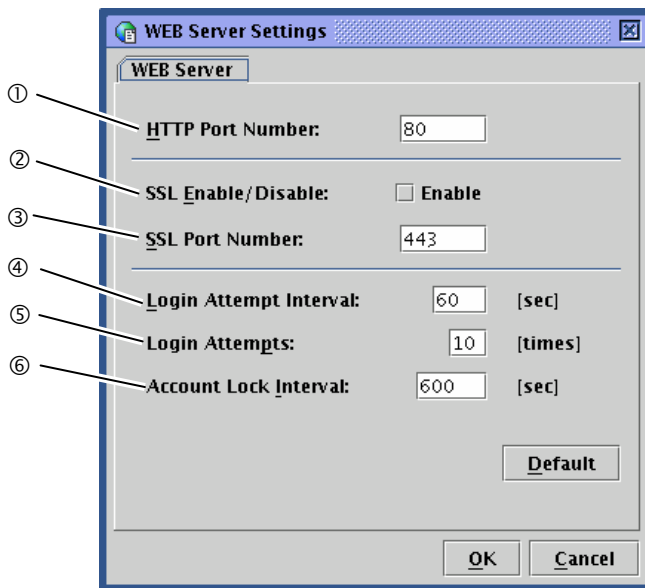 WEB Server Settings
WEB Server
① HTTP Port Number: 80
② SSL Enable/Disable: Enable
③ SSL Port Number: 443
④ Login Attempt Interval: 60 [sec]
⑤ Login Attempts: 10 [times]
⑥ Account Lock Interval: 600 [sec]
Default
OK Cancel